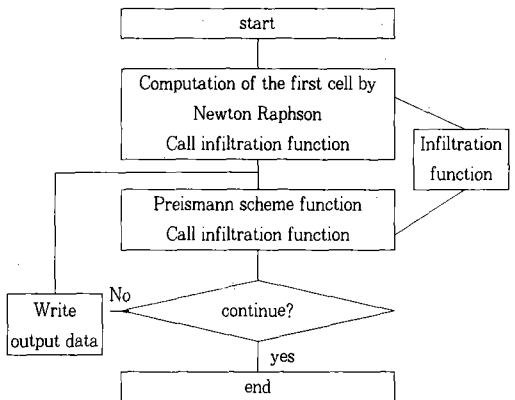 start
Computation of the first cell by
Newton Raphson
Call infiltration function
Infiltration
function
Preismann scheme function
Call infiltration function
No
continue?
Write
output data
yes
end